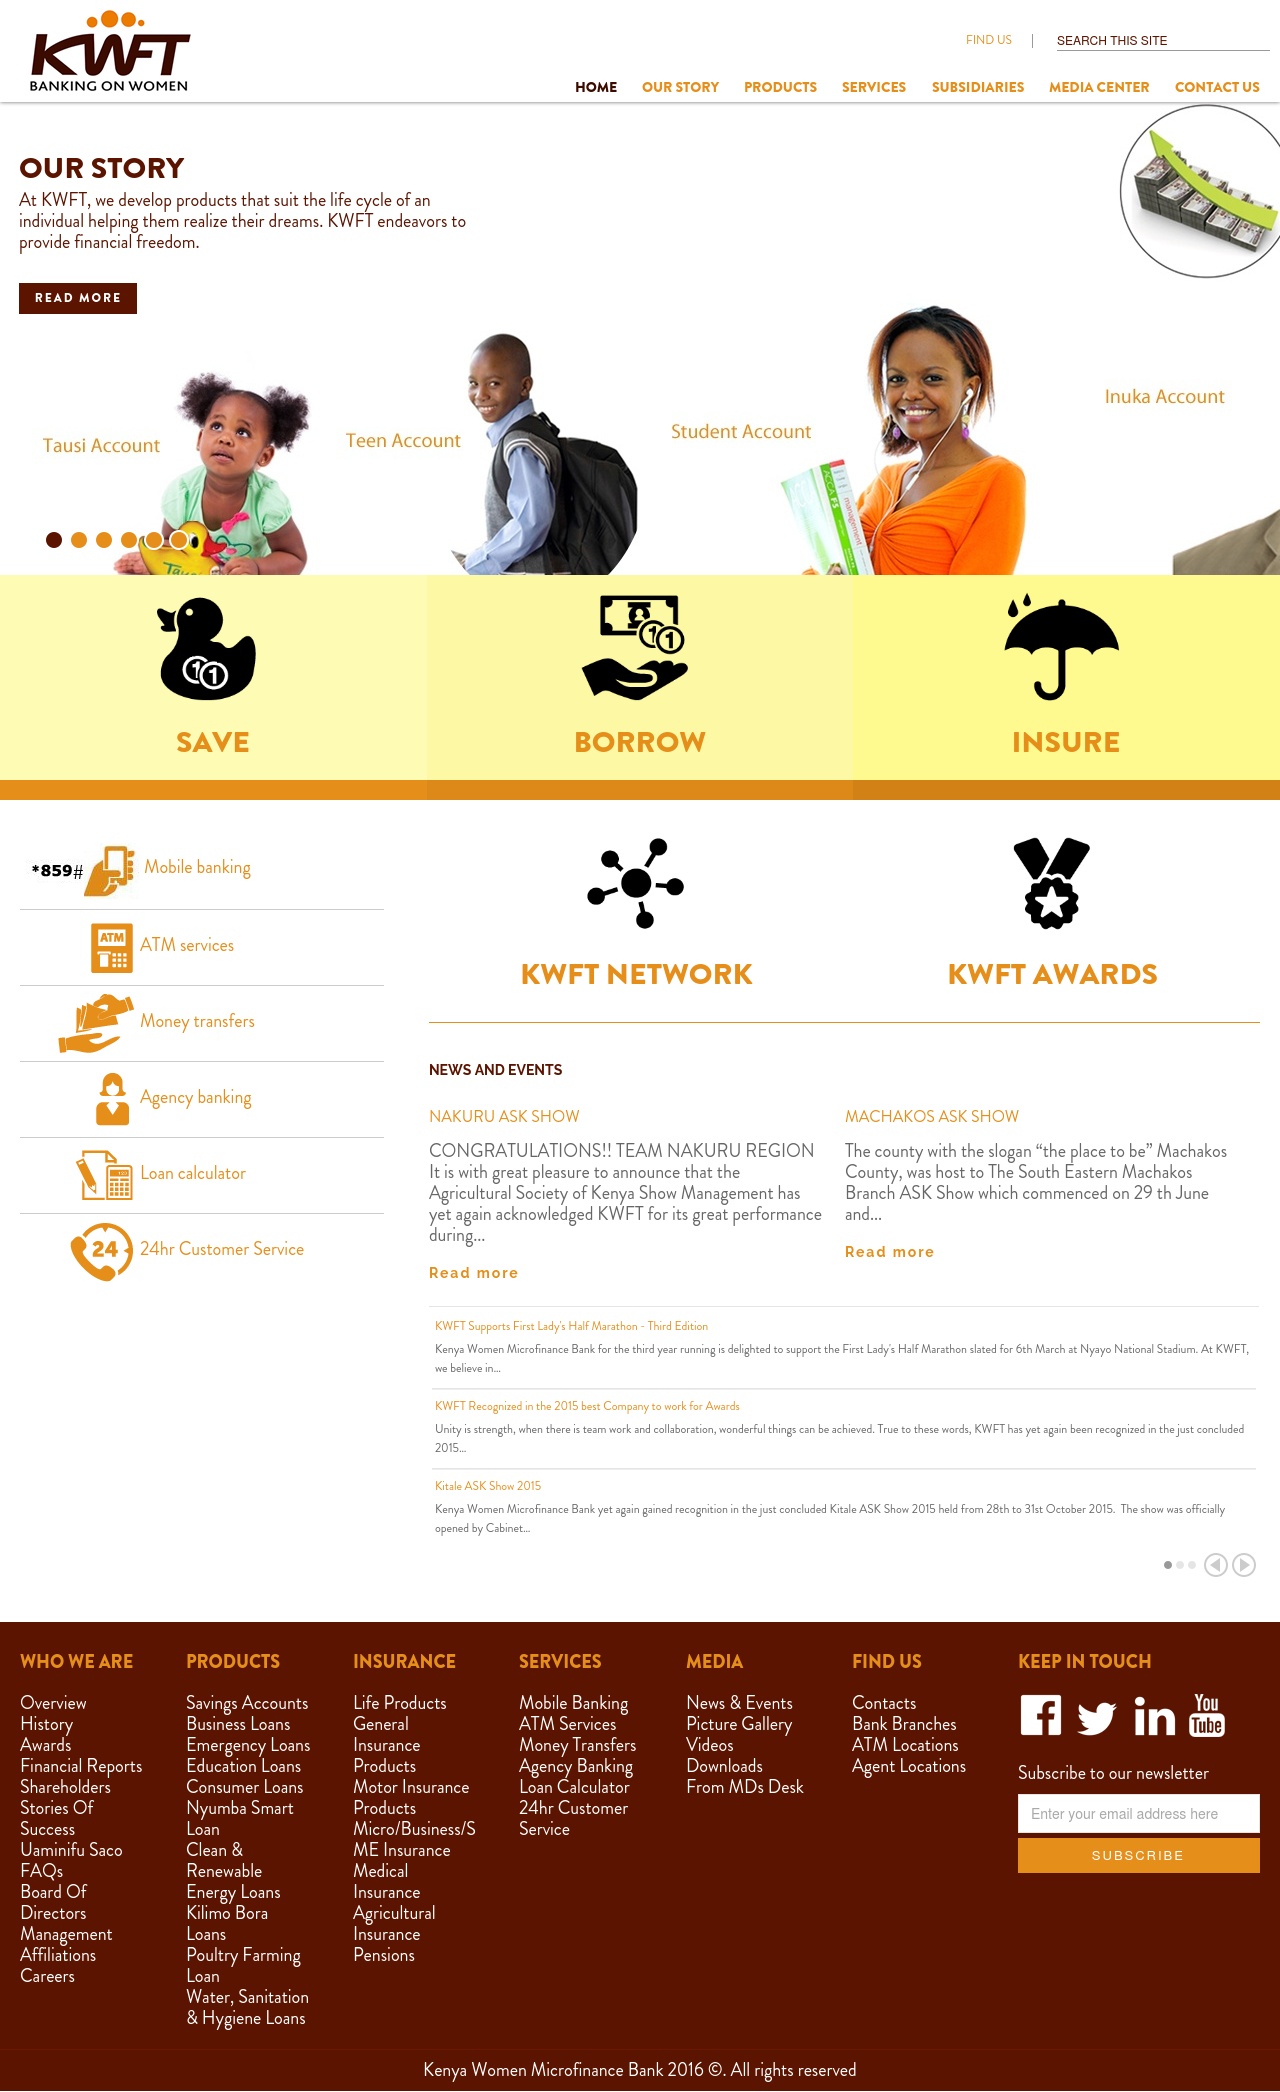 KWFT
BANKING ON WOMEN
FIND US
SEARCH THIS SITE
HOME OUR STORY PRODUCTS SERVICES SUBSIDIARIES MEDIA CENTER CONTACT US
OUR STORY
At KWFT, we develop products that suit the life cycle of an
individual helping them realize their dreams. KWFT endeavors to
provide financial freedom.
READ MORE
Tausi Account
Teen Account
Student Account
Inuka Account
management
SAVE
BORROW
INSURE
*859# Mobile banking
ATM ATM services
Money transfers
Agency banking
Loan calculator
24 24hr Customer Service
KWFT NETWORK
KWFT AWARDS
NEWS AND EVENTS
NAKURU ASK SHOW
CONGRATULATIONS!! TEAM NAKURU REGION
It is with great pleasure to announce that the
Agricultural Society of Kenya Show Management has
yet again acknowledged KWFT for its great performance
during...
Read more
MACHAKOS ASK SHOW
The county with the slogan “the place to be” Machakos
County, was host to The South Eastern Machakos
Branch ASK Show which commenced on 29 th June
and...
Read more
KWFT Supports First Lady's Half Marathon - Third Edition
Kenya Women Microfinance Bank for the third year running is delighted to support the First Lady's Half Marathon slated for 6th March at Nyayo National Stadium. At KWFT,
we believe in...
KWFT Recognized in the 2015 best Company to work for Awards
Unity is strength, when there is team work and collaboration, wonderful things can be achieved. True to these words, KWFT has yet again been recognized in the just concluded
2015...
Kitale ASK Show 2015
Kenya Women Microfinance Bank yet again gained recognition in the just concluded Kitale ASK Show 2015 held from 28th to 31st October 2015.  The show was officially
opened by Cabinet...
WHO WE ARE
Overview
History
Awards
Financial Reports
Shareholders
Stories Of
Success
Uaminifu Saco
FAQs
Board Of
Directors
Management
Affiliations
Careers
PRODUCTS
Savings Accounts
Business Loans
Emergency Loans
Education Loans
Consumer Loans
Nyumba Smart
Loan
Clean &
Renewable
Energy Loans
Kilimo Bora
Loans
Poultry Farming
Loan
Water, Sanitation
& Hygiene Loans
INSURANCE
Life Products
General
Insurance
Products
Motor Insurance
Products
Micro/Business/S
ME Insurance
Medical
Insurance
Agricultural
Insurance
Pensions
SERVICES
Mobile Banking
ATM Services
Money Transfers
Agency Banking
Loan Calculator
24hr Customer
Service
MEDIA
News & Events
Picture Gallery
Videos
Downloads
From MDs Desk
FIND US
Contacts
Bank Branches
ATM Locations
Agent Locations
KEEP IN TOUCH
You
Tube
Subscribe to our newsletter
Enter your email address here
SUBSCRIBE
Kenya Women Microfinance Bank 2016 ©. All rights reserved